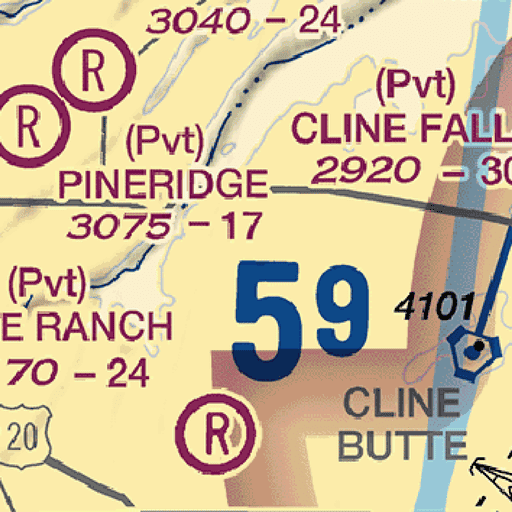 3040 – 24
R
R
(Pvt)
CLINE FALL
2920 – 30
(Pvt)
PINERIDGE
3075 – 17
(Pvt)
E RANCH
70 – 24
59
4101
CLINE
BUTTE
R
20